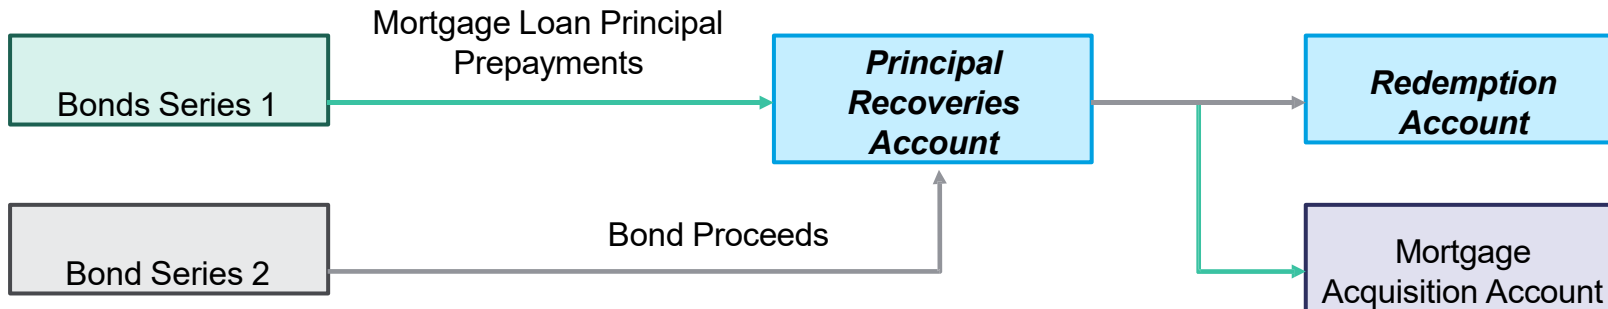 Mortgage Loan Principal
Prepayments
Bonds Series 1
Principal
Recoveries
Account
Redemption
Account
Bond Proceeds
Bond Series 2
Mortgage
Acquisition Account